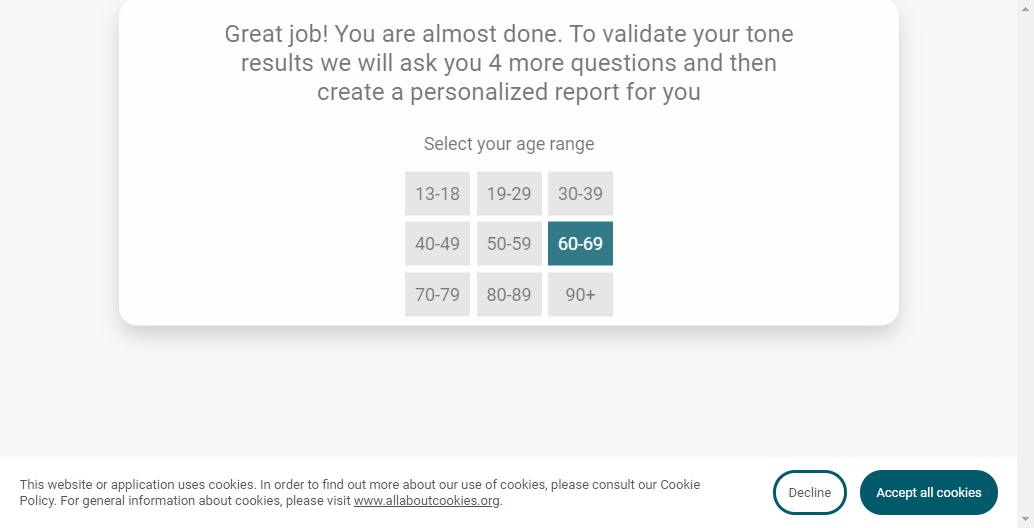 Great job! You are almost done. To validate your tone
results we will ask you 4 more questions and then
create a personalized report for you
Select your age range
13-18 19-29 30-39
40-49 50-59 60-69
70-79 80-89 90+
This website or application uses cookies. In order to find out more about our use of cookies, please consult our Cookie
Policy. For general information about cookies, please visit www.allaboutcookies.org.
Decline
Accept all cookies